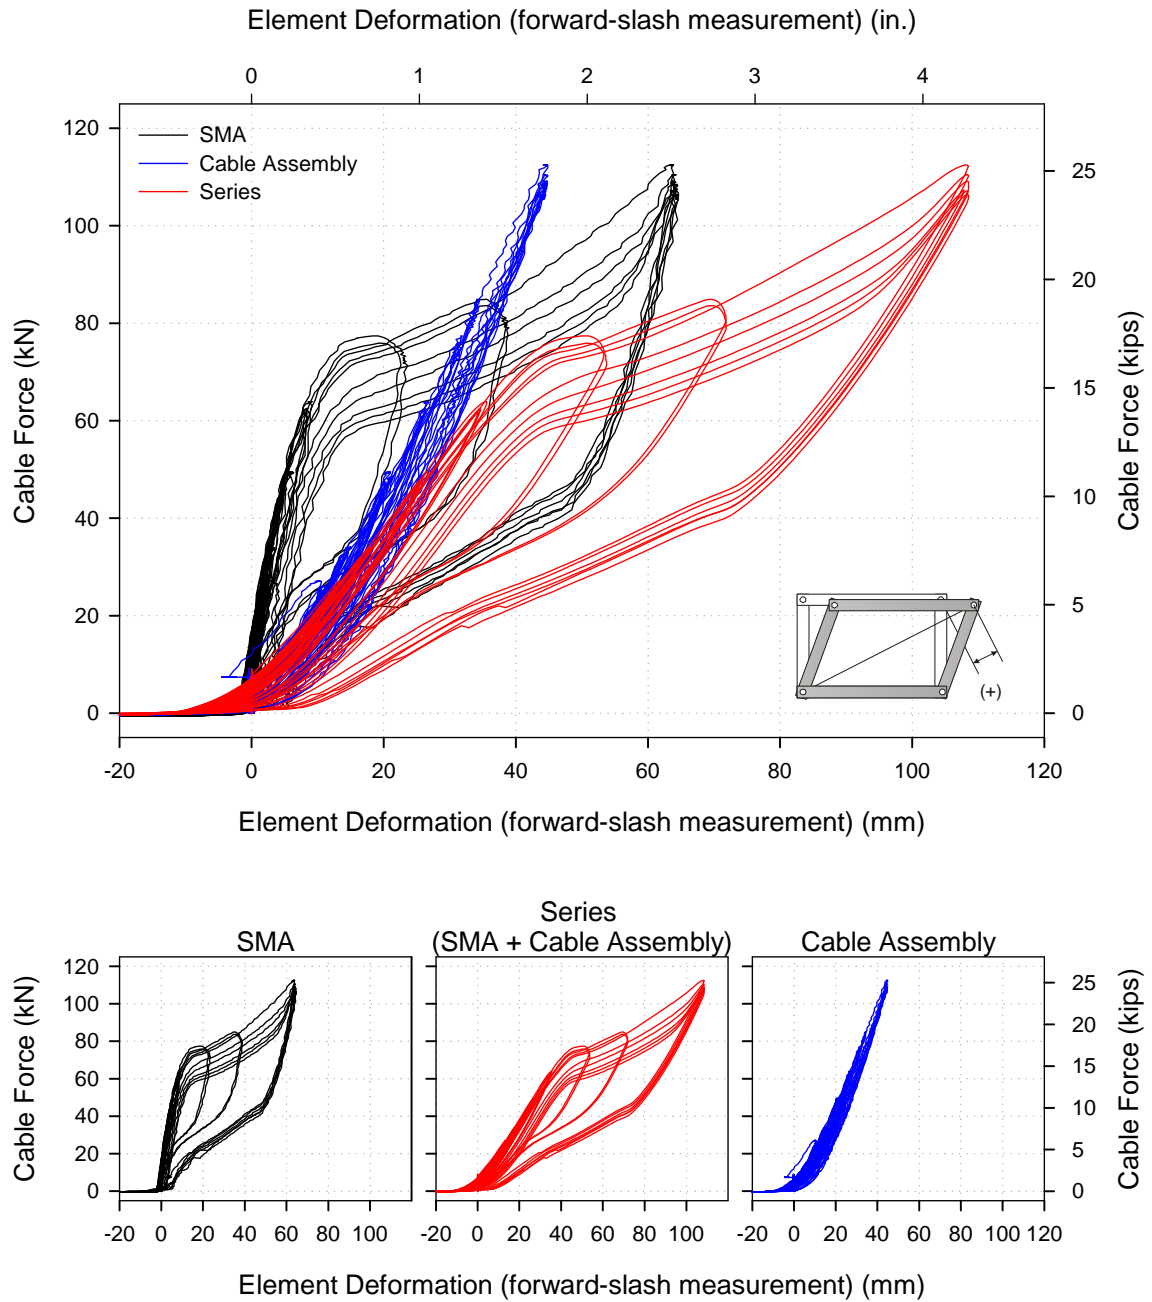 Element Deformation (forward-slash measurement) (in.)
0 1 2 3 4
120 100 80 60 40 20 0
Cable Force (kN)
SMA
Cable Assembly
Series
25 20 15 10 5 0
Cable Force (kips)
(+)
-20 0 20 40 60 80 100 120
Element Deformation (forward-slash measurement) (mm)
SMA
Series
(SMA + Cable Assembly)
Cable Assembly
120 100 80 60 40 20 0
Cable Force (kN)
25 20 15 10 5 0
Cable Force (kips)
-20 0 20 40 60 80 100
-20 0 20 40 60 80 100
-20 0 20 40 60 80 100 120
Element Deformation (forward-slash measurement) (mm)